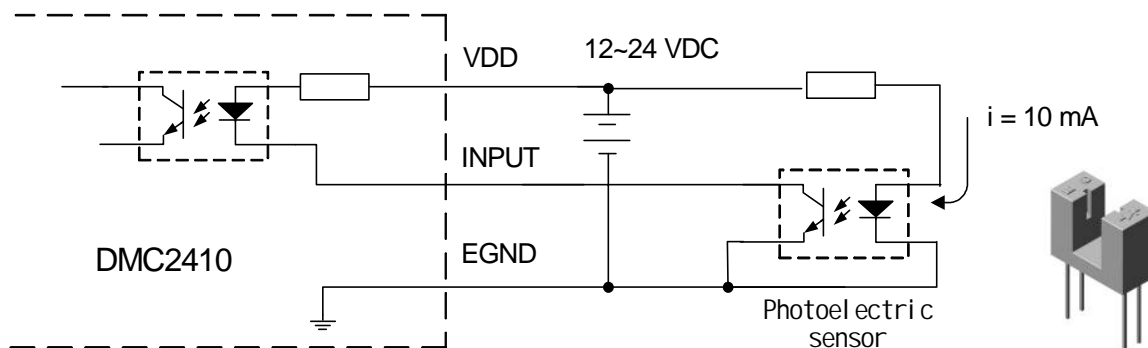 VDD
12~24 VDC
i = 10 mA
INPUT
DMC2410
EGND
Photoelectric
sensor